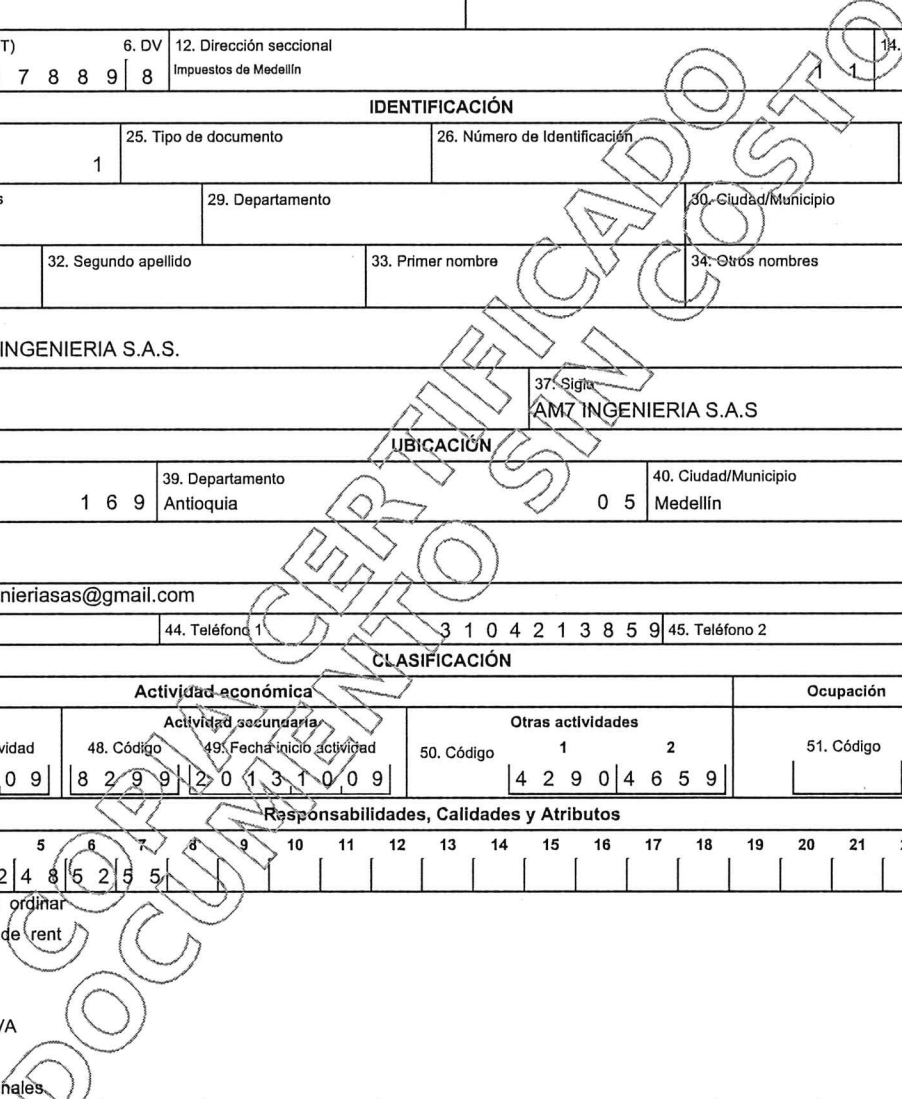 T) 6. DV 12. Dirección seccional 14.
7 8 8 9 8 Impuestos de Medellín 1 1
IDENTIFICACIÓN
25. Tipo de documento 26. Número de Identificación
1
29. Departamento 30. Ciudad/Municipio
32. Segundo apellido 33. Primer nombre 34. Otros nombres
INGENIERIA S.A.S.
37. Sigla
AM7 INGENIERIA S.A.S
UBICACIÓN
39. Departamento 40. Ciudad/Municipio
1 6 9 Antioquia 0 5 Medellín
nieriasas@gmail.com
44. Teléfono 1 3 1 0 4 2 1 3 8 5 9 45. Teléfono 2
CLASIFICACIÓN
Actividad económica Ocupación
Actividad secundaria Otras actividades
vidad 48. Código 49. Fecha inicio actividad 50. Código 1 2 51. Código
0 9 8 2 9 9 2 0 1 3 1 0 0 9 4 2 9 0 4 6 5 9
Responsabilidades, Calidades y Atributos
5 6 7 8 9 10 11 12 13 14 15 16 17 18 19 20 21
2 4 8 5 2 5 5
ordinar
de rent
VA
nales
COPIA CERTIFICADO
DOCUMENTO SIN COSTO